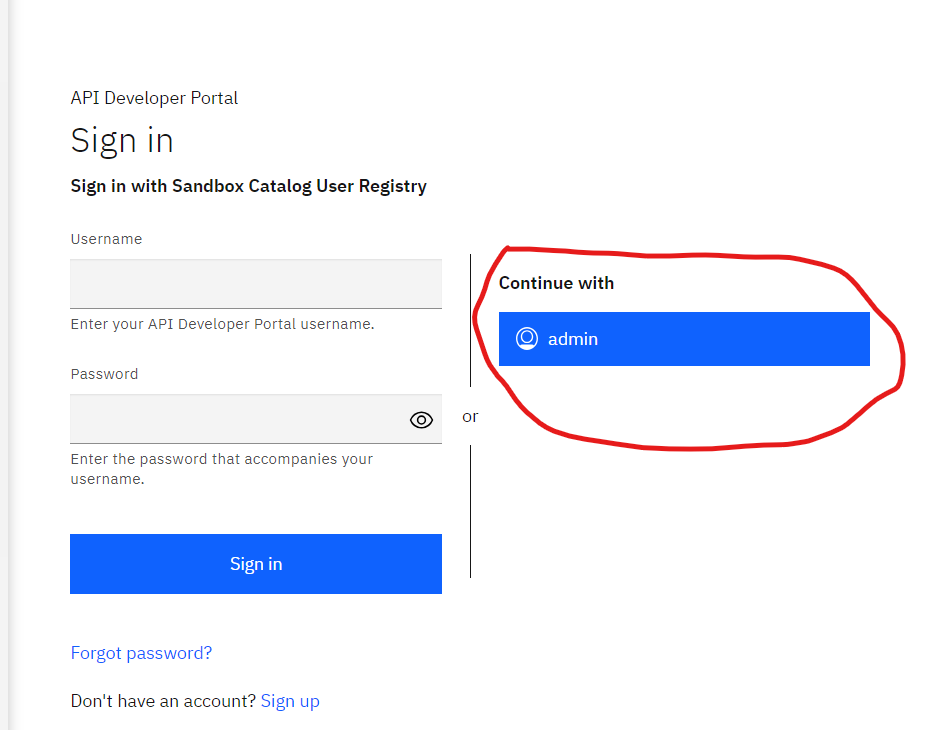 API Developer Portal
Sign in
Sign in with Sandbox Catalog User Registry
Username
Enter your API Developer Portal username.
Password
Enter the password that accompanies your
username.
Sign in
or
Continue with
admin
Forgot password?
Don't have an account? Sign up